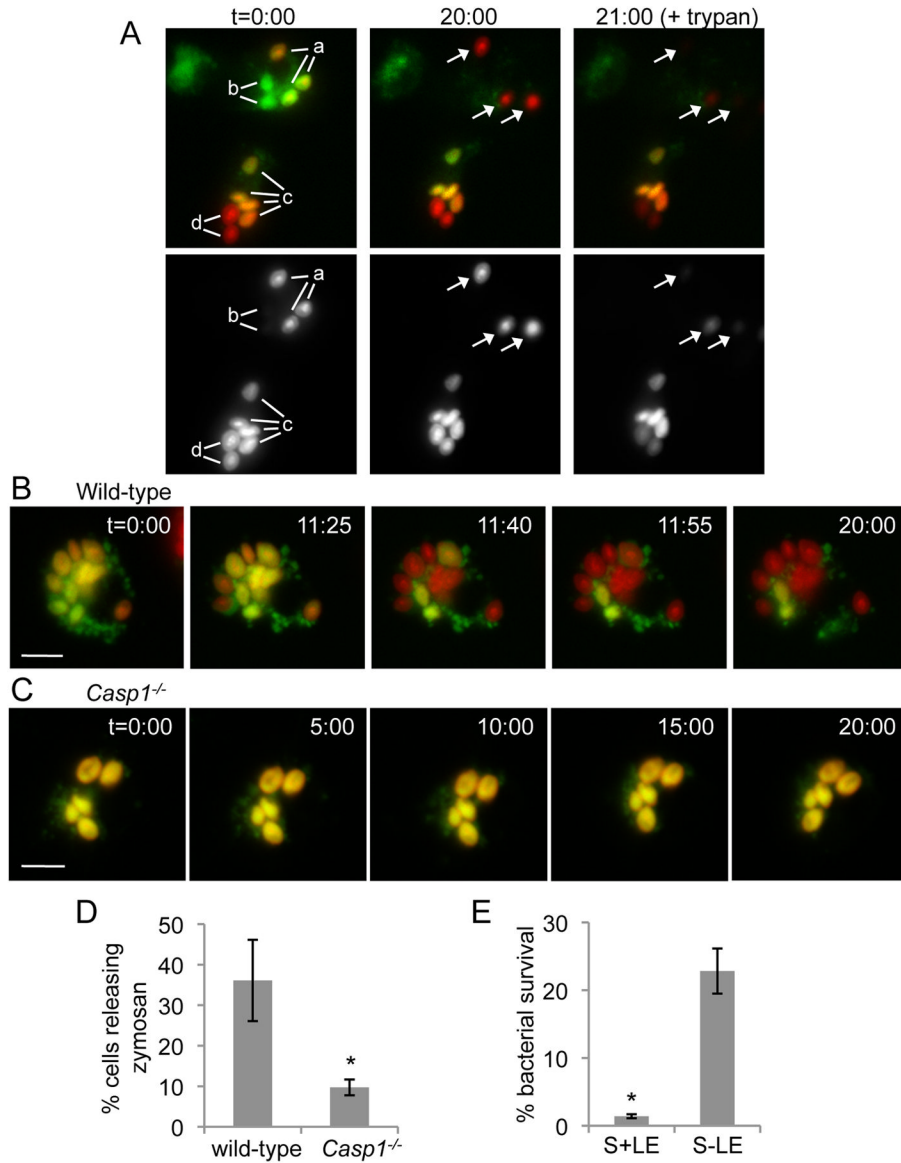 A
t=0:00 20:00 21:00 (+ trypan)
a
b
c
d
a
b
c
d
B
Wild-type
t=0:00 11:25 11:40 11:55 20:00
C
Casp1-/-
t=0:00 5:00 10:00 15:00 20:00
D
% cells releasing
zymosan
50
40
30
20
10
0
*
wild-type Casp1-/-
E
% bacterial survival
30
20
10
0
*
S+LE S-LE